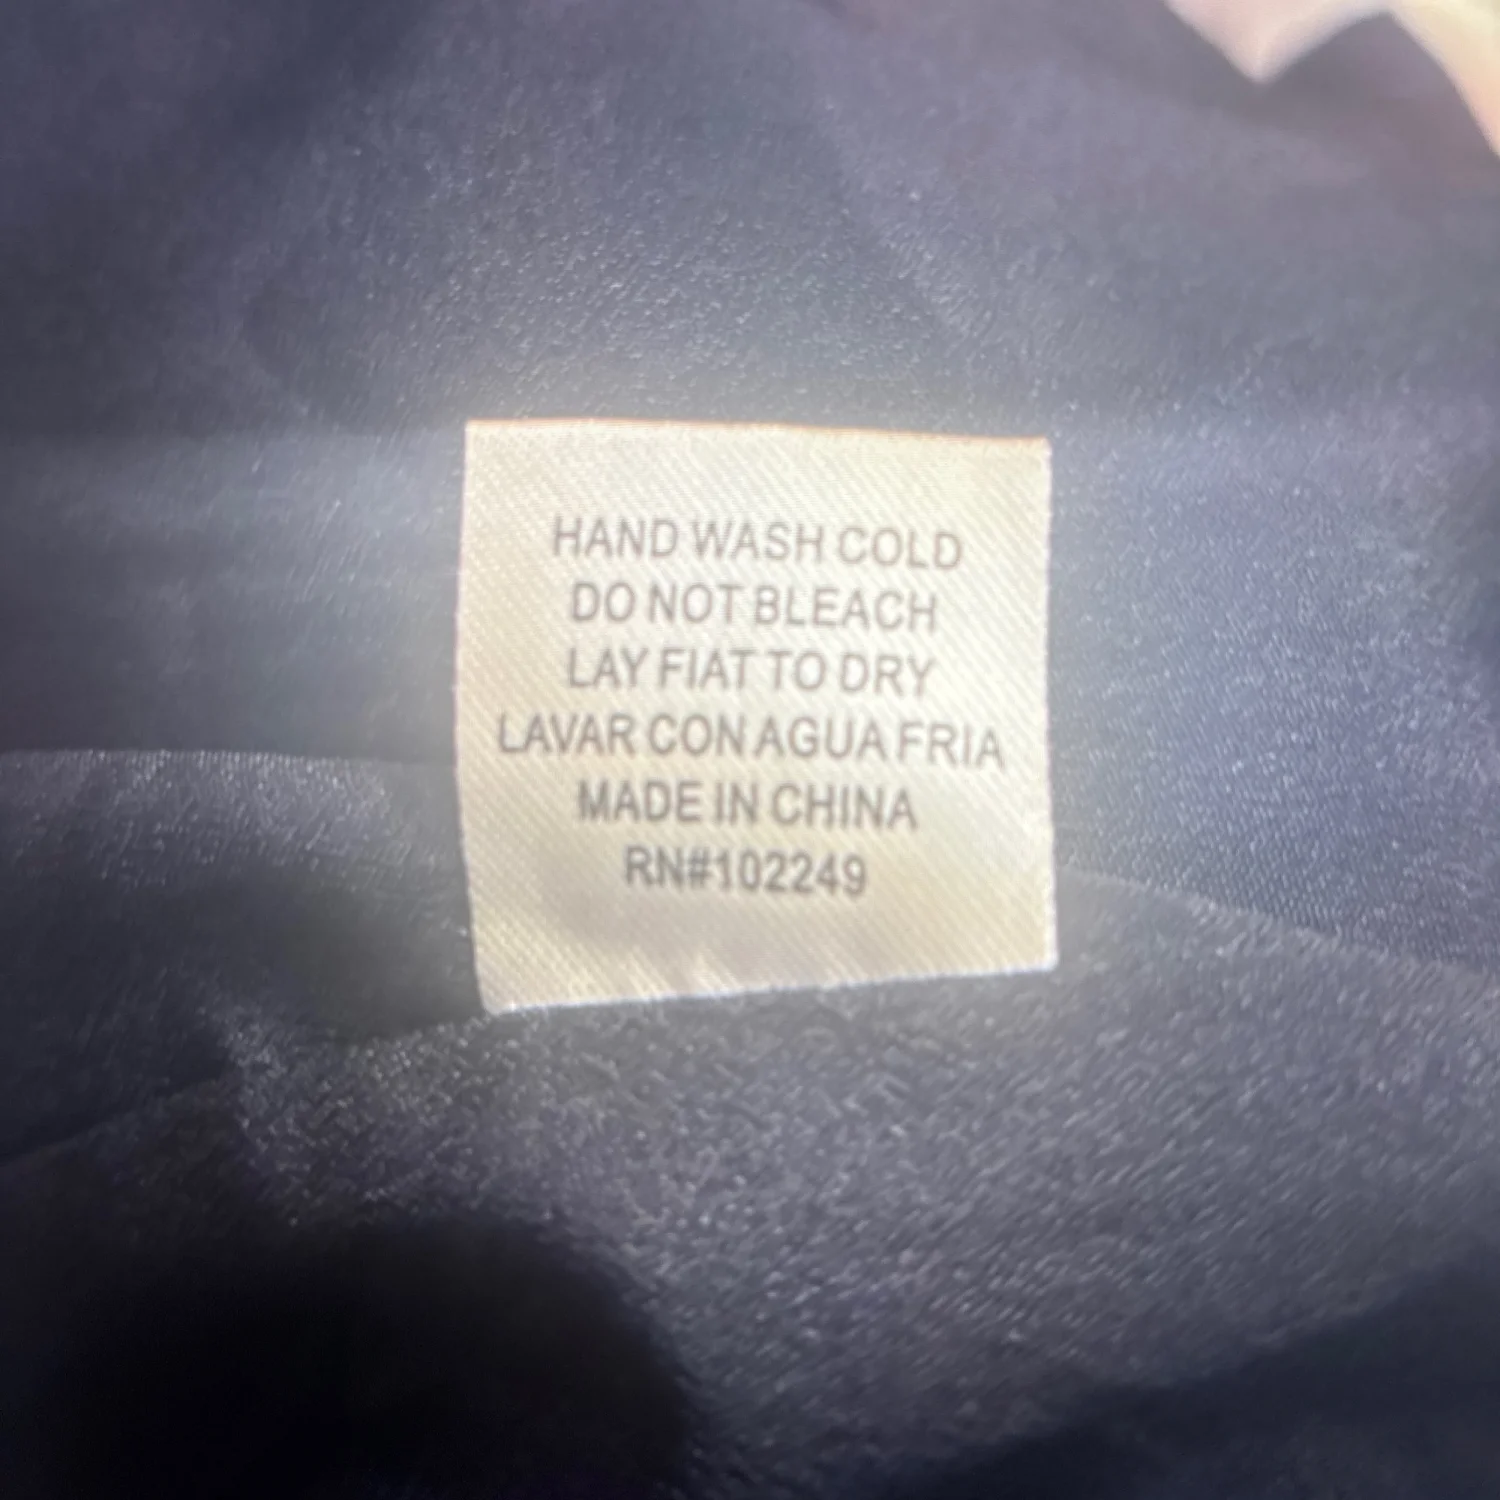 HAND WASH COLD
DO NOT BLEACH
LAY FIAT TO DRY
LAVAR CON AGUA FRIA
MADE IN CHINA
RN#102249